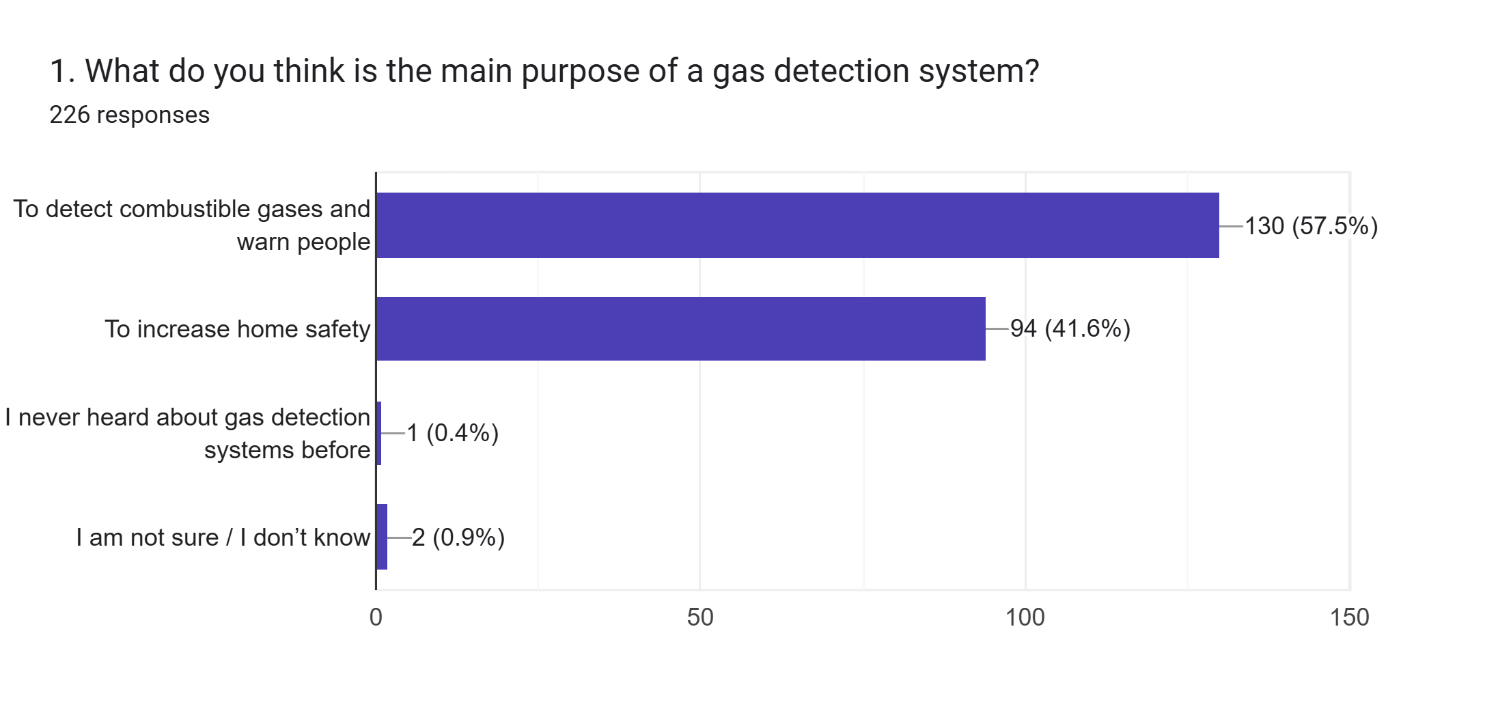 1. What do you think is the main purpose of a gas detection system?
226 responses
To detect combustible gases and
warn people
130 (57.5%)
To increase home safety
94 (41.6%)
I never heard about gas detection
systems before
1 (0.4%)
I am not sure / I don’t know
2 (0.9%)
0 50 100 150